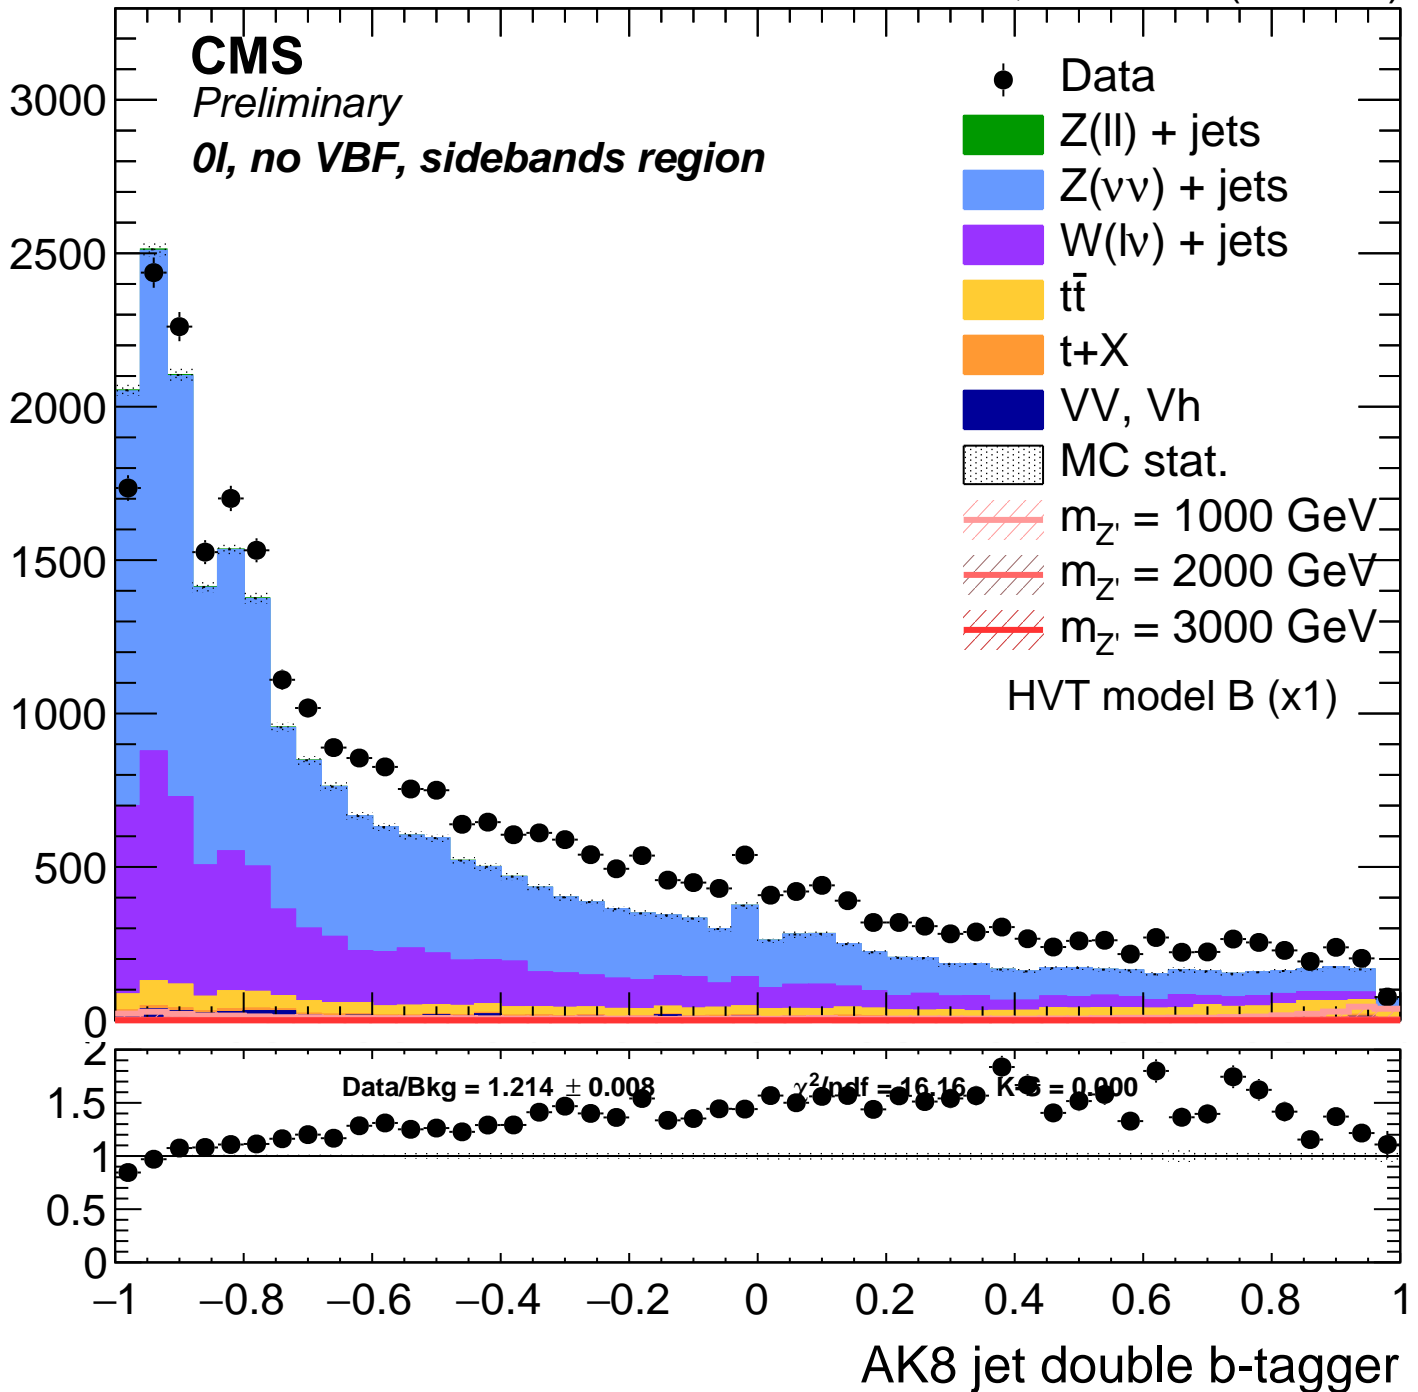 CMS
Preliminary
0l, no VBF, sidebands region
Data
Z(ll) + jets
Z(νν) + jets
W(lν) + jets
tt̄
t+X
VV, Vh
MC stat.
m_Z' = 1000 GeV
m_Z' = 2000 GeV
m_Z' = 3000 GeV
HVT model B (x1)
3000
2500
2000
1500
1000
500
0
Data/Bkg = 1.214 ± 0.008 χ²/ndf = 16.16 K-S = 0.000
2
1.5
1
0.5
0
−1 −0.8 −0.6 −0.4 −0.2 0 0.2 0.4 0.6 0.8 1
AK8 jet double b-tagger